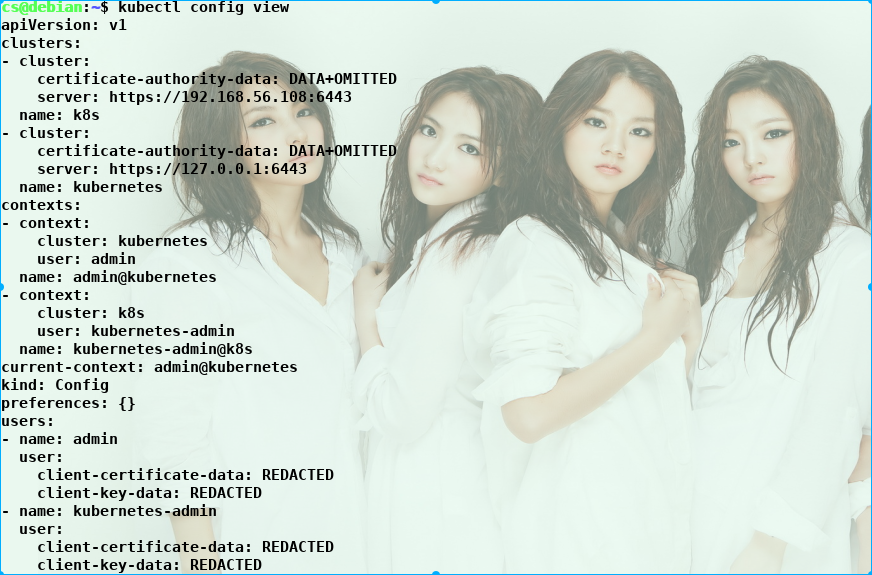 cs@debian:~$ kubectl config view
apiVersion: v1
clusters:
- cluster:
    certificate-authority-data: DATA+OMITTED
    server: https://192.168.56.108:6443
  name: k8s
- cluster:
    certificate-authority-data: DATA+OMITTED
    server: https://127.0.0.1:6443
  name: kubernetes
contexts:
- context:
    cluster: kubernetes
    user: admin
  name: admin@kubernetes
- context:
    cluster: k8s
    user: kubernetes-admin
  name: kubernetes-admin@k8s
current-context: admin@kubernetes
kind: Config
preferences: {}
users:
- name: admin
  user:
    client-certificate-data: REDACTED
    client-key-data: REDACTED
- name: kubernetes-admin
  user:
    client-certificate-data: REDACTED
    client-key-data: REDACTED